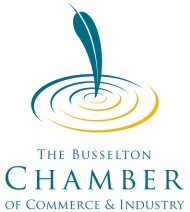 The Busselton
Chamber
of Commerce & Industry